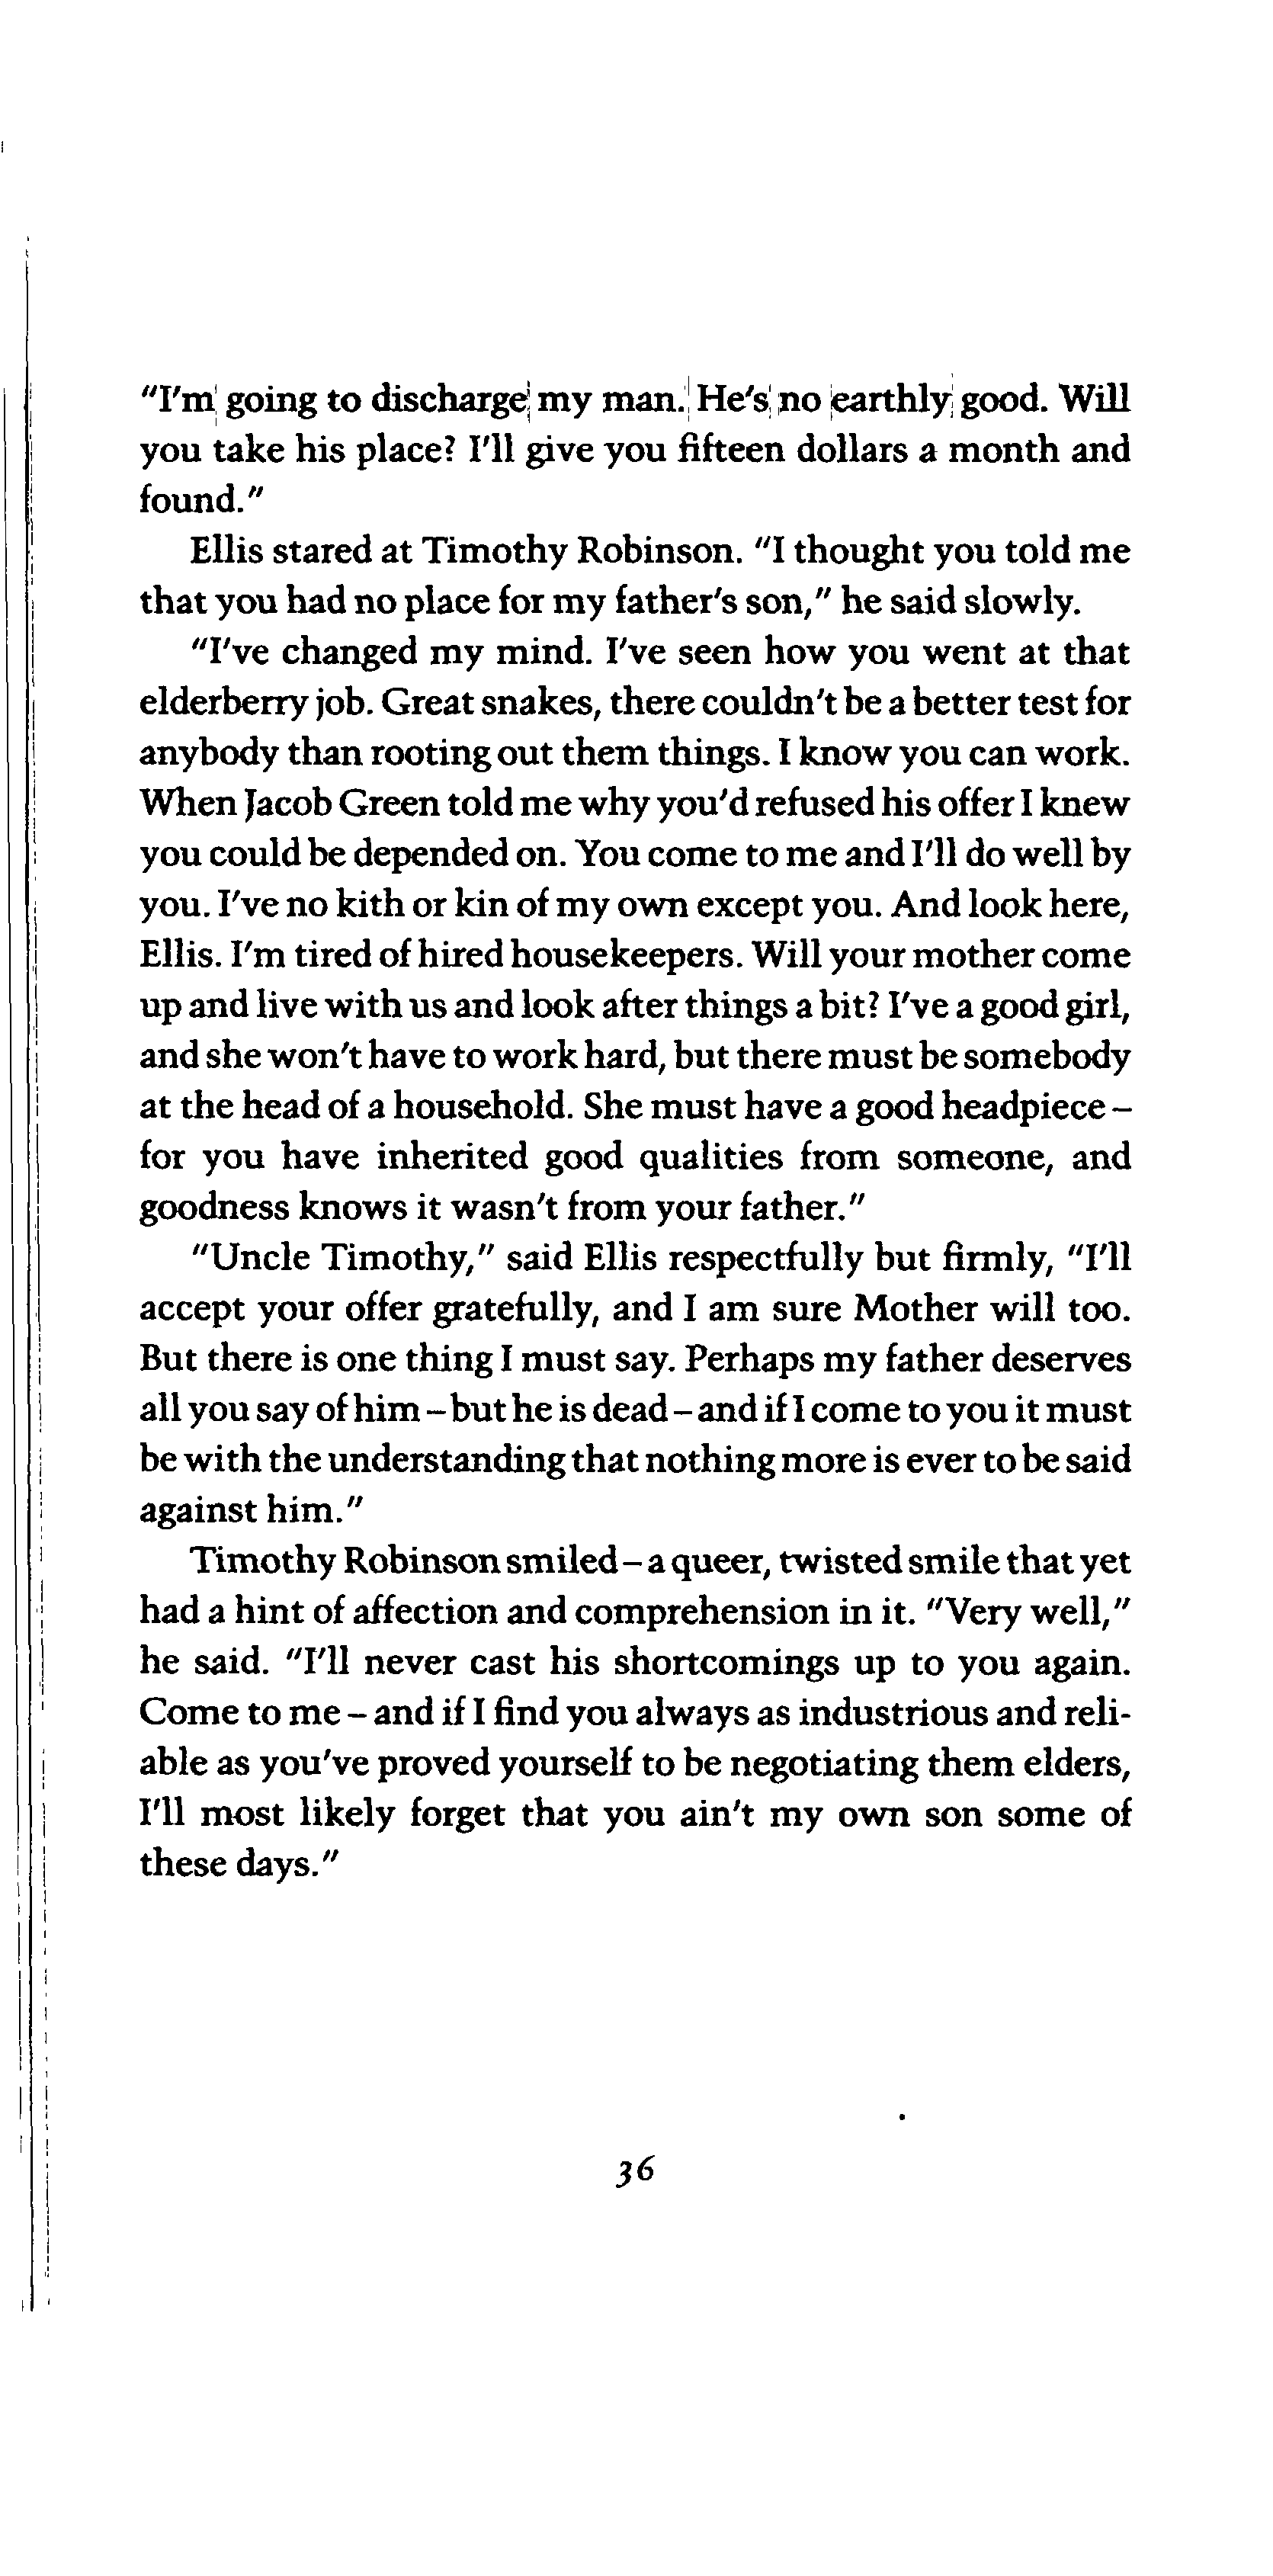 "I'm going to discharge my man. He's no earthly good. Will
you take his place? I'll give you fifteen dollars a month and
found."
Ellis stared at Timothy Robinson. "I thought you told me
that you had no place for my father's son," he said slowly.
"I've changed my mind. I've seen how you went at that
elderberry job. Great snakes, there couldn't be a better test for
anybody than rooting out them things. I know you can work.
When Jacob Green told me why you'd refused his offer I knew
you could be depended on. You come to me and I'll do well by
you. I've no kith or kin of my own except you. And look here,
Ellis. I'm tired of hired housekeepers. Will your mother come
up and live with us and look after things a bit? I've a good girl,
and she won't have to work hard, but there must be somebody
at the head of a household. She must have a good headpiece –
for you have inherited good qualities from someone, and
goodness knows it wasn't from your father."
"Uncle Timothy," said Ellis respectfully but firmly, "I'll
accept your offer gratefully, and I am sure Mother will too.
But there is one thing I must say. Perhaps my father deserves
all you say of him – but he is dead – and if I come to you it must
be with the understanding that nothing more is ever to be said
against him."
Timothy Robinson smiled – a queer, twisted smile that yet
had a hint of affection and comprehension in it. "Very well,"
he said. "I'll never cast his shortcomings up to you again.
Come to me – and if I find you always as industrious and reli-
able as you've proved yourself to be negotiating them elders,
I'll most likely forget that you ain't my own son some of
these days."
36